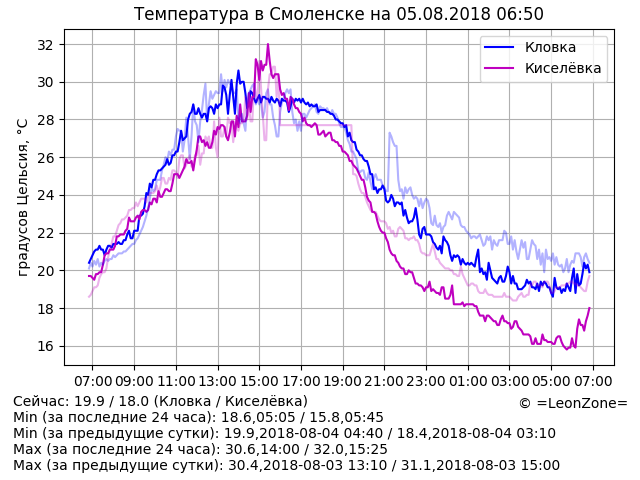 Температура в Смоленске на 05.08.2018 06:50
Кловка
Киселёвка
градусов Цельсия, °C
32
30
28
26
24
22
20
18
16
07:00 09:00 11:00 13:00 15:00 17:00 19:00 21:00 23:00 01:00 03:00 05:00 07:00
Сейчас: 19.9 / 18.0 (Кловка / Киселёвка)
© =LeonZone=
Min (за последние 24 часа): 18.6,05:05 / 15.8,05:45
Min (за предыдущие сутки): 19.9,2018-08-04 04:40 / 18.4,2018-08-04 03:10
Max (за последние 24 часа): 30.6,14:00 / 32.0,15:25
Max (за предыдущие сутки): 30.4,2018-08-03 13:10 / 31.1,2018-08-03 15:00